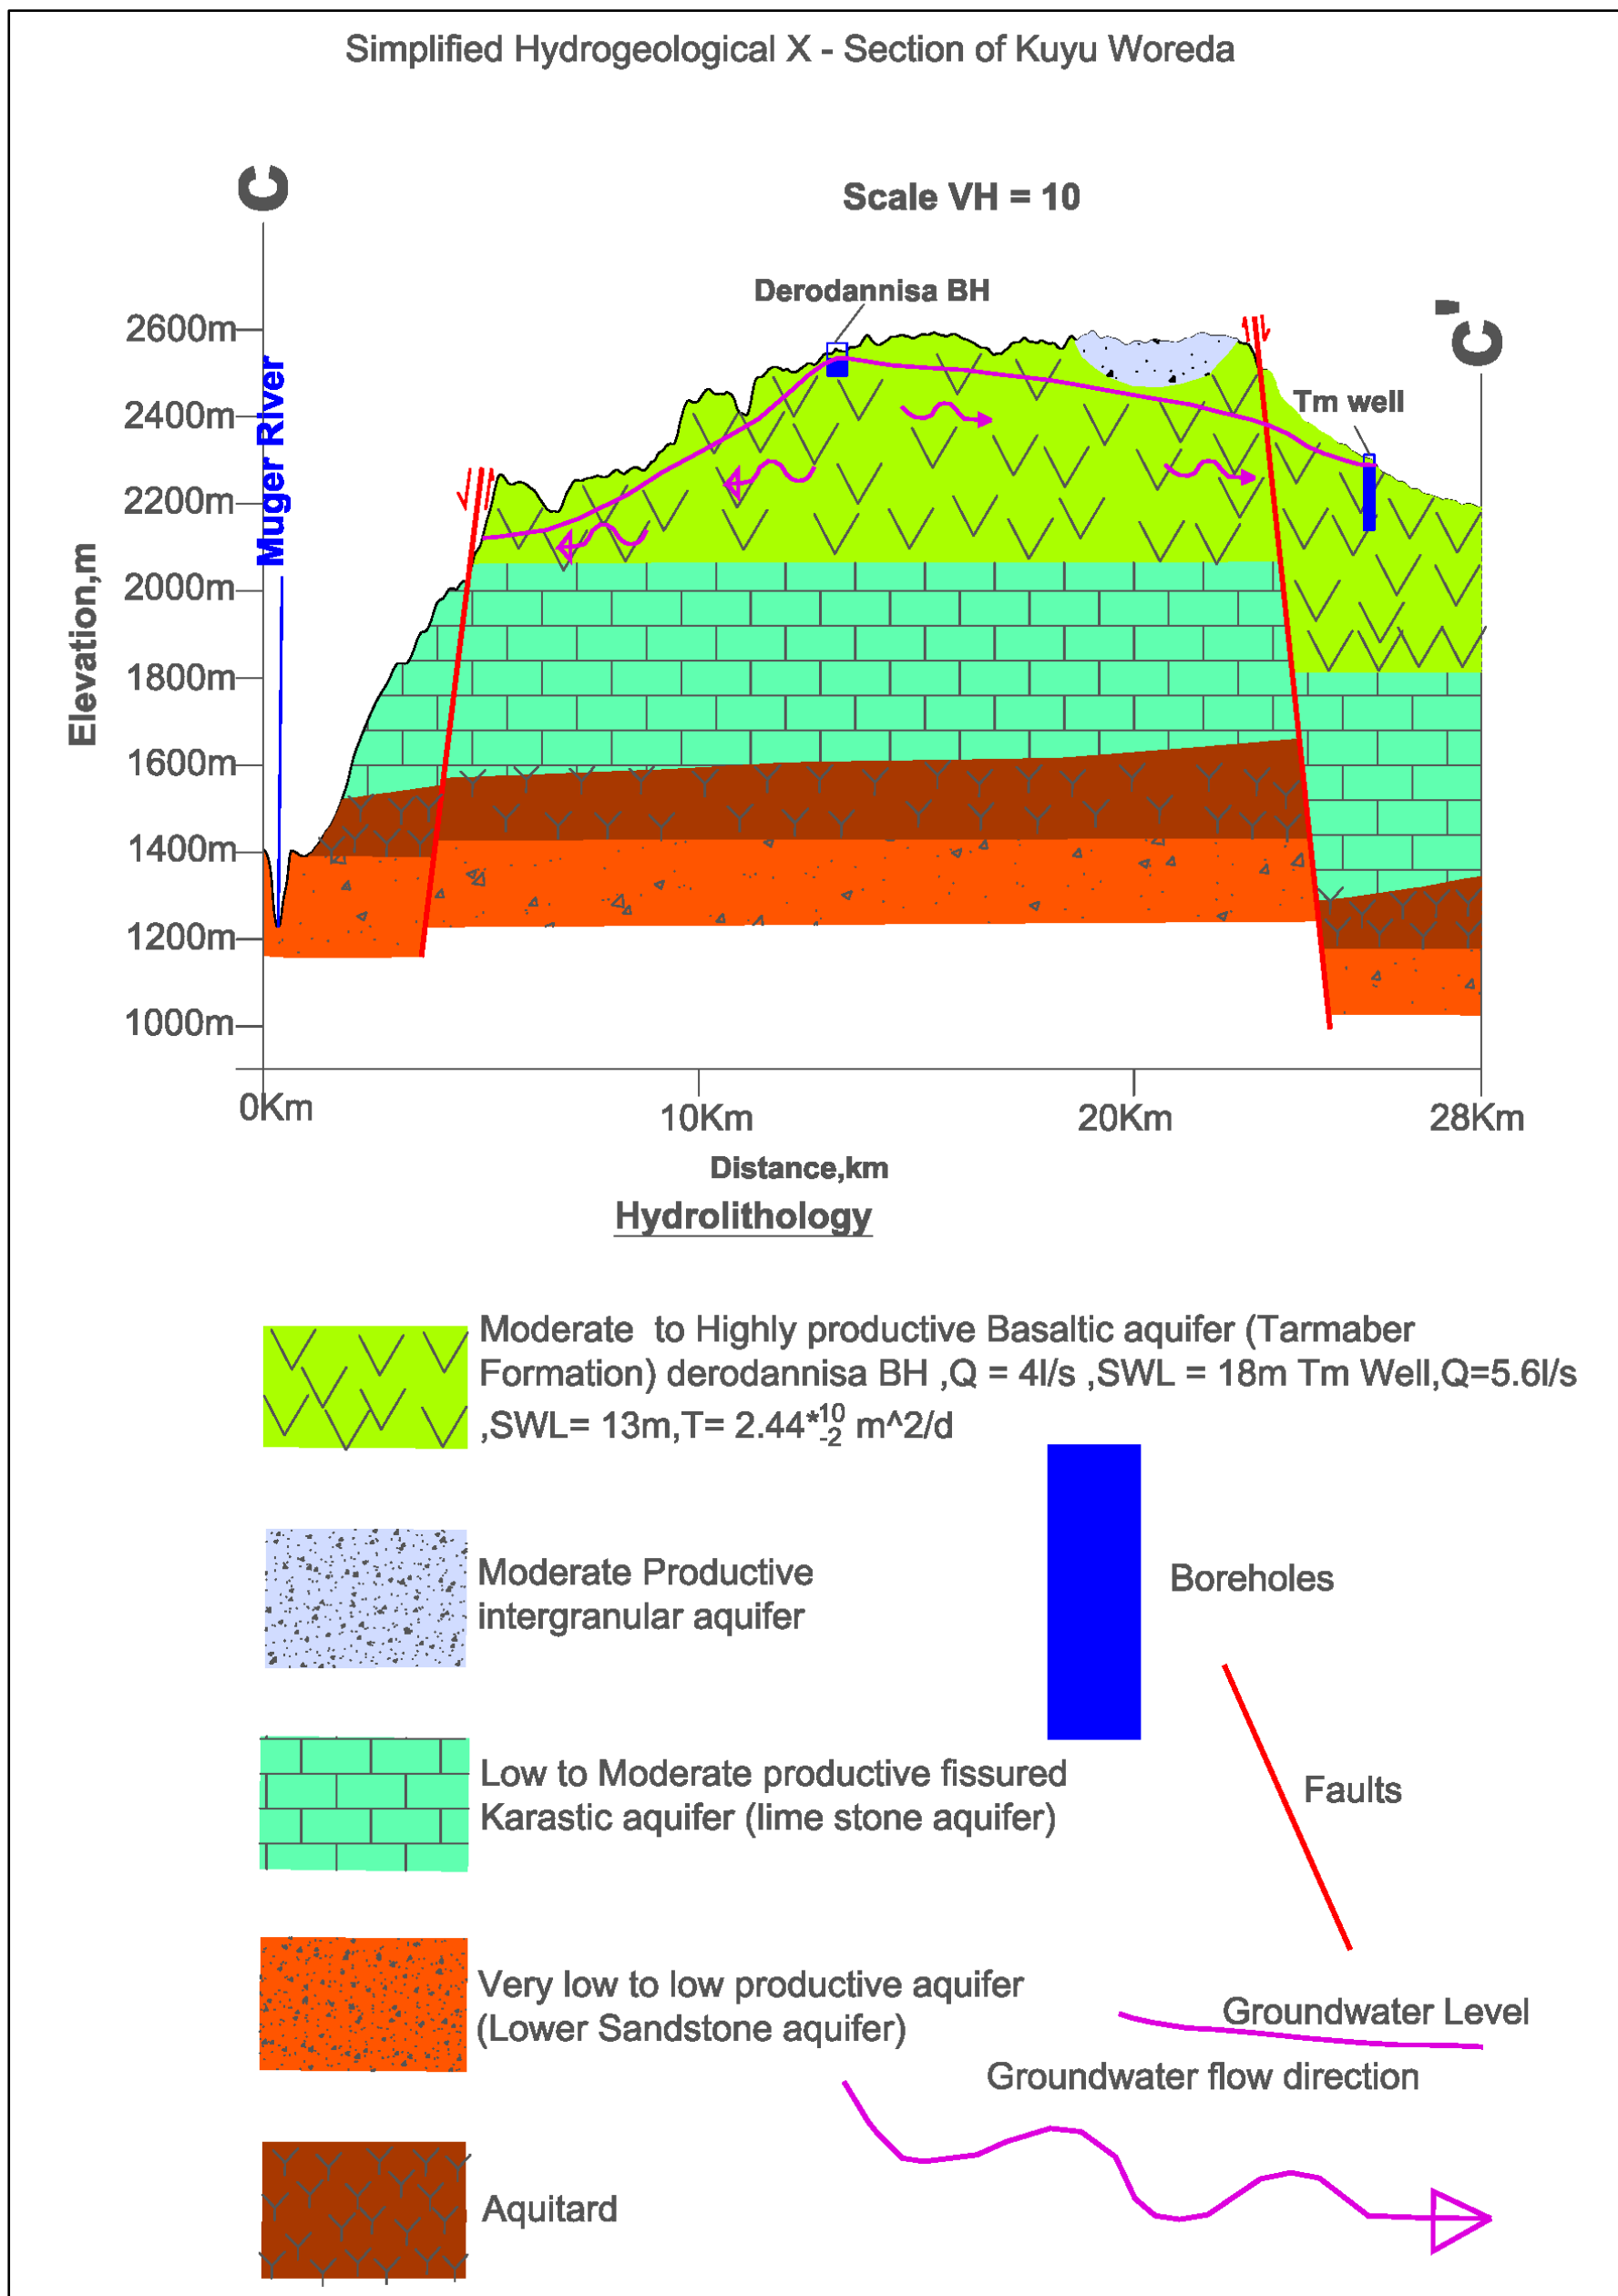 Simplified Hydrogeological X - Section of Kuyu Woreda
C
Scale VH = 10
C'
Derodannisa BH
Tm well
Muger River
Elevation,m
2600m
2400m
2200m
2000m
1800m
1600m
1400m
1200m
1000m
0Km
10Km
20Km
28Km
Distance,km
Hydrolithology
Moderate to Highly productive Basaltic aquifer (Tarmaber
Formation) derodannisa BH ,Q = 4l/s ,SWL = 18m Tm Well,Q=5.6l/s
,SWL= 13m,T= 2.44*10 -2 m^2/d
Moderate Productive
intergranular aquifer
Boreholes
Low to Moderate productive fissured
Karastic aquifer (lime stone aquifer)
Faults
Very low to low productive aquifer
(Lower Sandstone aquifer)
Groundwater Level
Groundwater flow direction
Aquitard